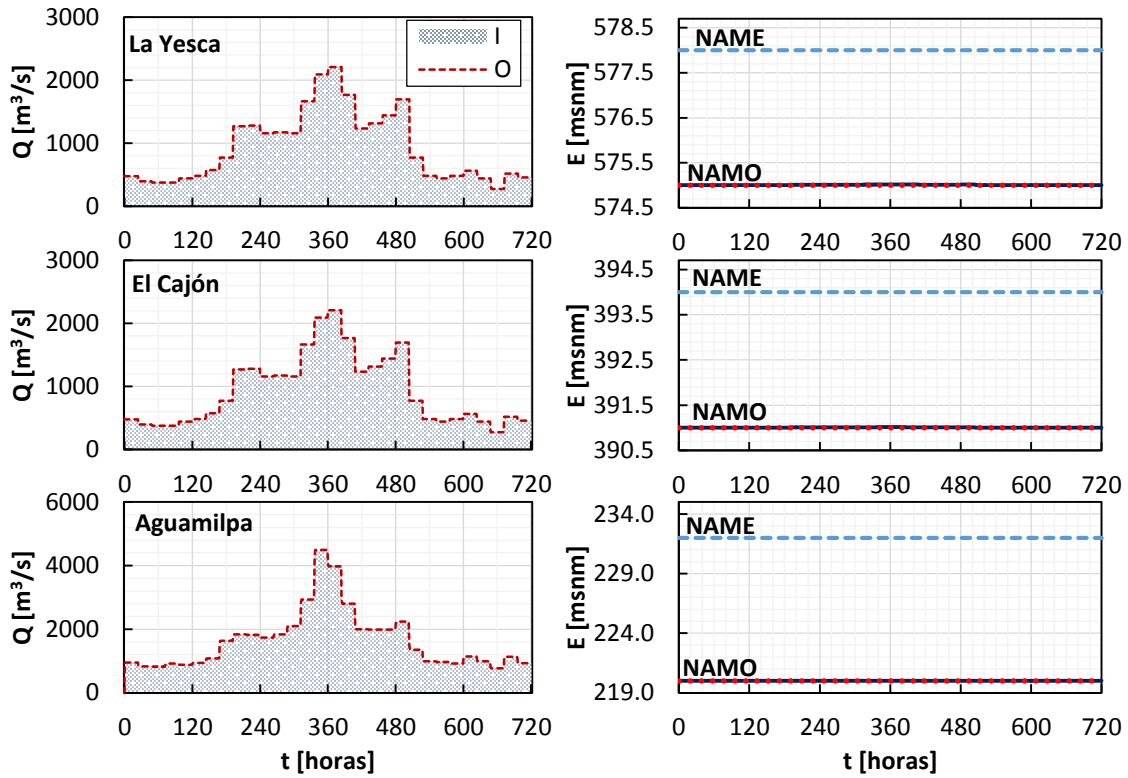 La Yesca
I
O
Q [m³/s]
3000
2000
1000
0
0 120 240 360 480 600 720
NAME
NAMO
E [msnm]
578.5
577.5
576.5
575.5
574.5
0 120 240 360 480 600 720
El Cajón
Q [m³/s]
3000
2000
1000
0
0 120 240 360 480 600 720
NAME
NAMO
E [msnm]
394.5
393.5
392.5
391.5
390.5
0 120 240 360 480 600 720
Aguamilpa
Q [m³/s]
6000
4000
2000
0
0 120 240 360 480 600 720
t [horas]
NAME
NAMO
E [msnm]
234.0
229.0
224.0
219.0
0 120 240 360 480 600 720
t [horas]